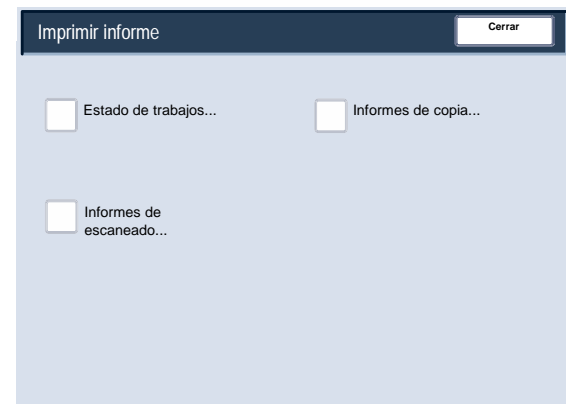 Imprimir informe
Cerrar
Estado de trabajos...
Informes de copia...
Informes de
escaneado...